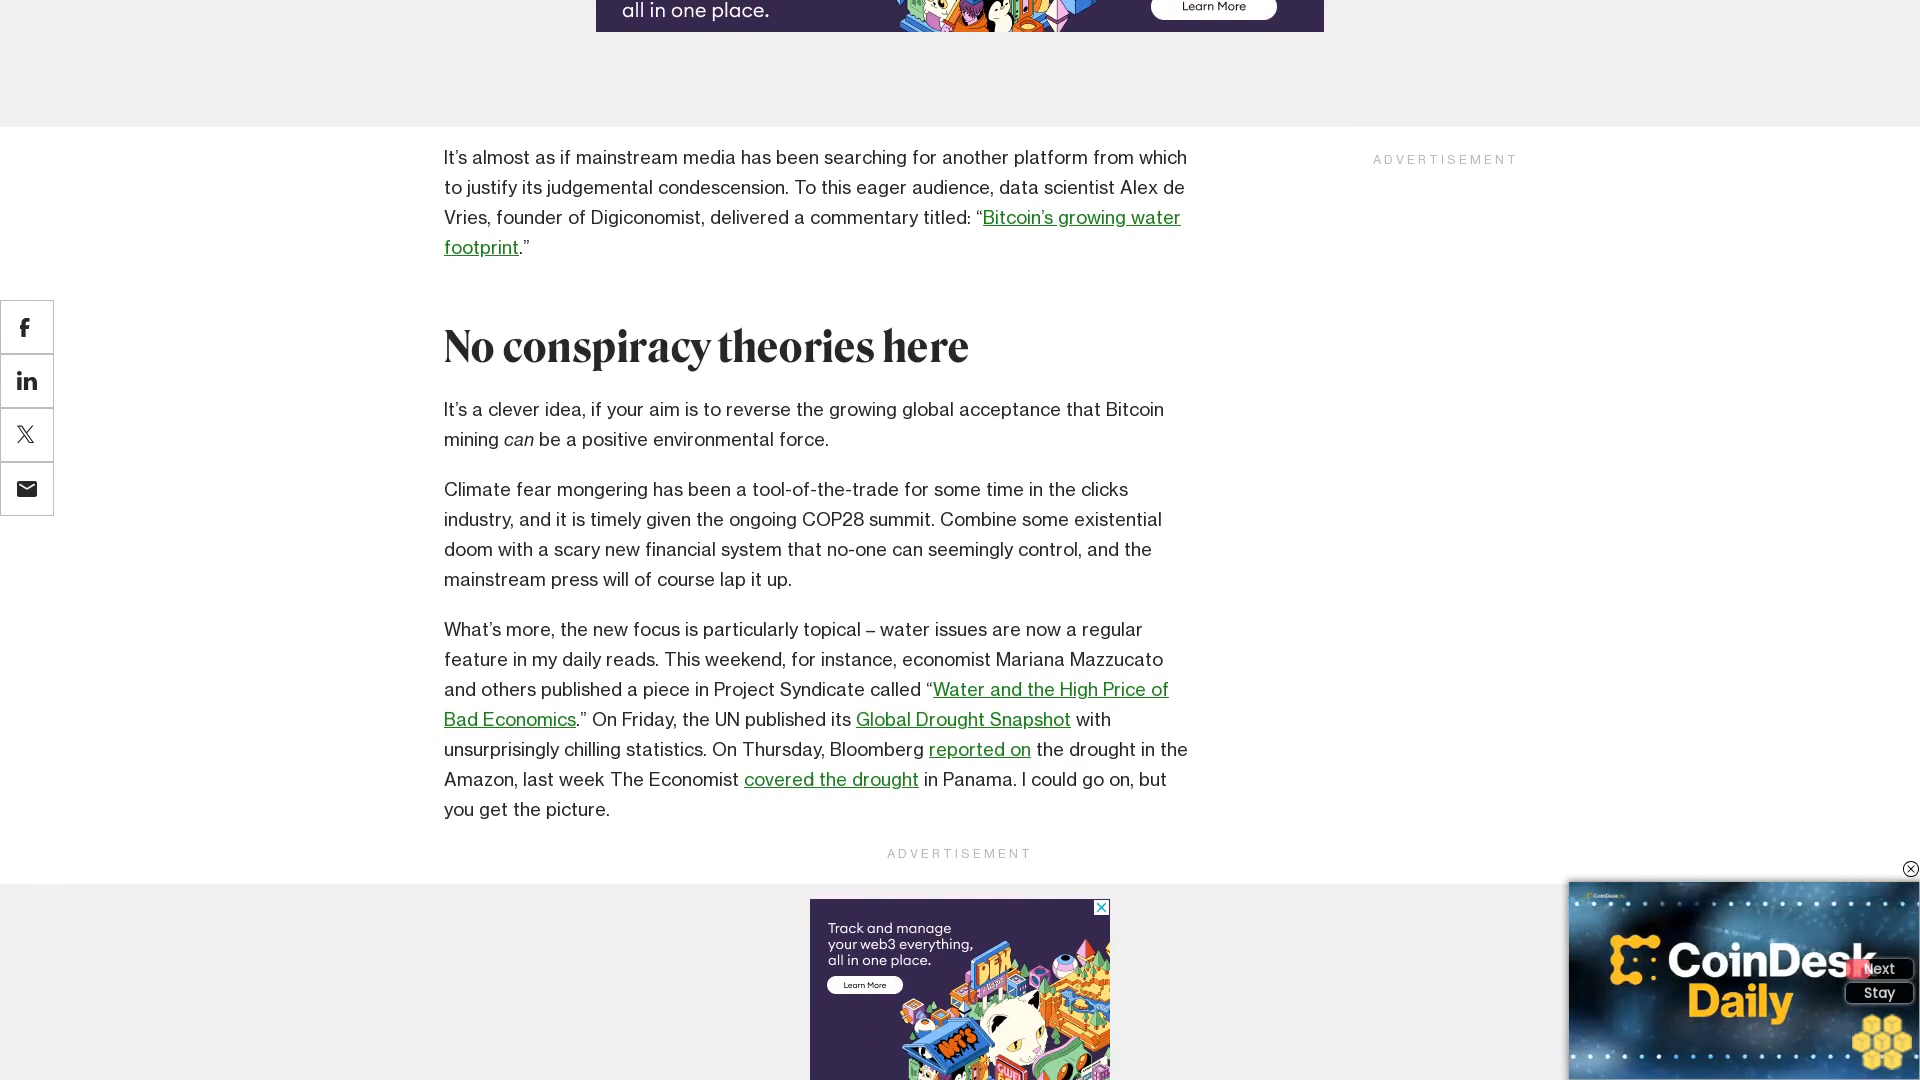 all in one place.
Learn More
It’s almost as if mainstream media has been searching for another platform from which
to justify its judgemental condescension. To this eager audience, data scientist Alex de
Vries, founder of Digiconomist, delivered a commentary titled: “Bitcoin’s growing water
footprint.”
ADVERTISEMENT
No conspiracy theories here
It’s a clever idea, if your aim is to reverse the growing global acceptance that Bitcoin
mining can be a positive environmental force.
Climate fear mongering has been a tool-of-the-trade for some time in the clicks
industry, and it is timely given the ongoing COP28 summit. Combine some existential
doom with a scary new financial system that no-one can seemingly control, and the
mainstream press will of course lap it up.
What’s more, the new focus is particularly topical – water issues are now a regular
feature in my daily reads. This weekend, for instance, economist Mariana Mazzucato
and others published a piece in Project Syndicate called “Water and the High Price of
Bad Economics.” On Friday, the UN published its Global Drought Snapshot with
unsurprisingly chilling statistics. On Thursday, Bloomberg reported on the drought in the
Amazon, last week The Economist covered the drought in Panama. I could go on, but
you get the picture.
ADVERTISEMENT
Track and manage
your web3 everything,
all in one place.
Learn More
DEX
NFT'S
CoinDesk
Daily
Next
Stay